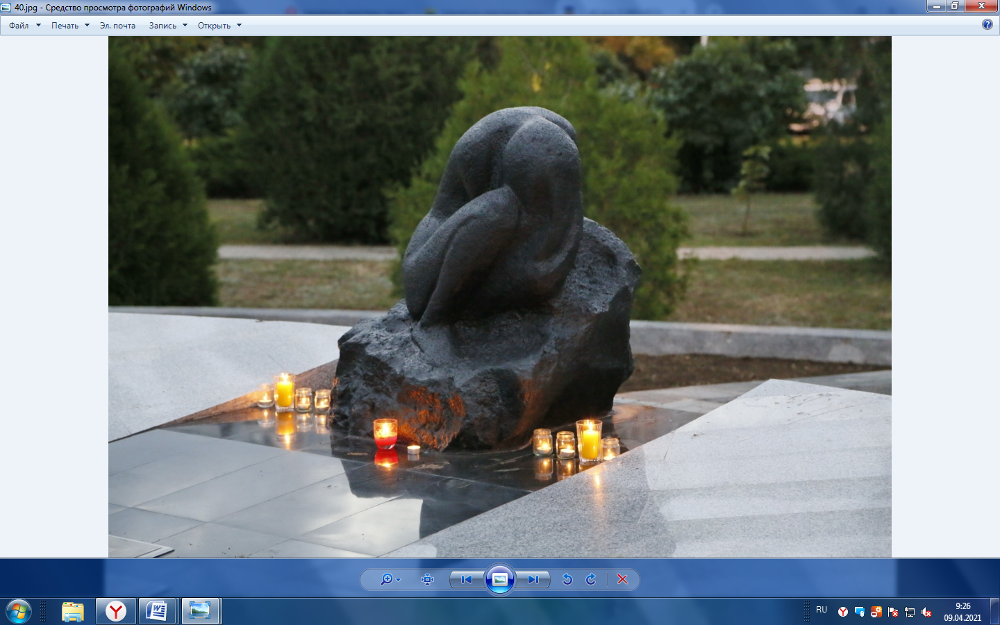 40.jpg - Средство просмотра фотографий Windows
Файл Печать Эл. почта Запись Открыть
RU
9:26
09.04.2021